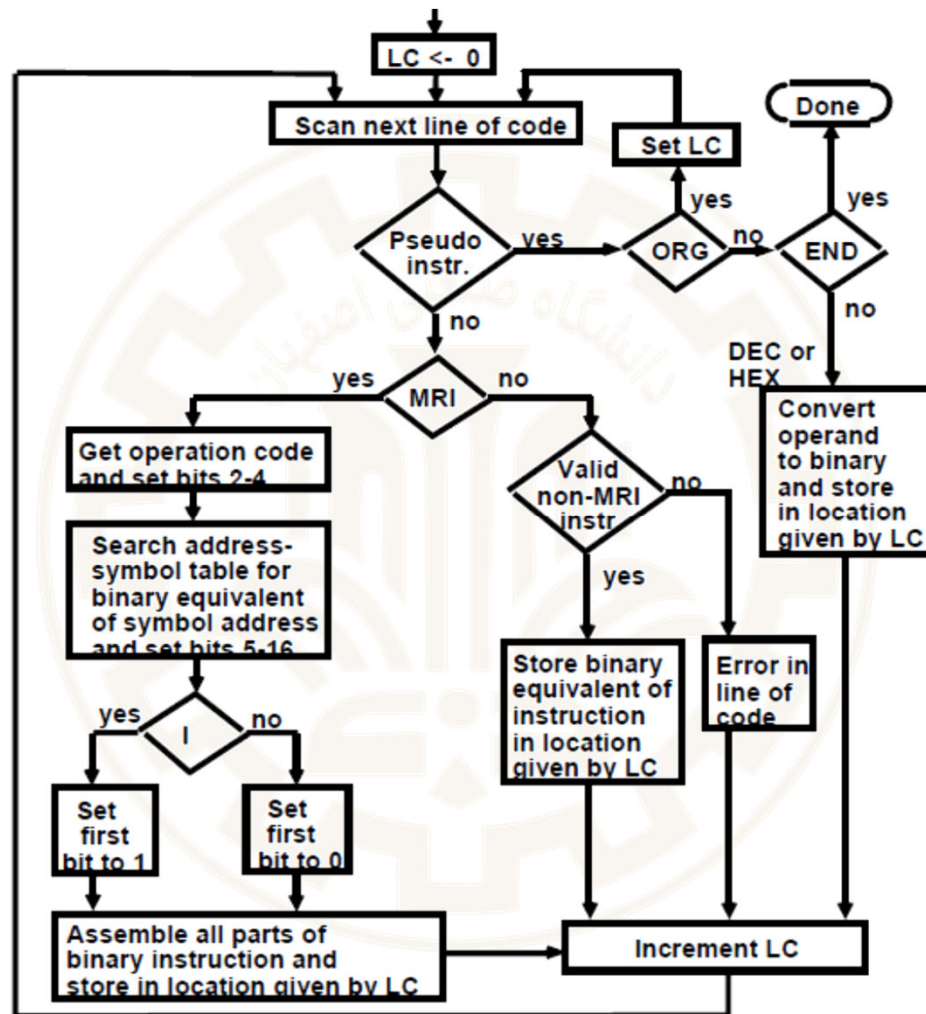 LC <- 0
Scan next line of code
Set LC
Done
Pseudo
instr.
yes
ORG
yes
no
END
yes
no
no
DEC or
HEX
Convert
operand
to binary
and store
in location
given by LC
MRI
yes
no
Get operation code
and set bits 2-4
Valid
non-MRI
instr.
no
yes
Search address-
symbol table for
binary equivalent
of symbol address
and set bits 5-16
Store binary
equivalent of
instruction
in location
given by LC
Error in
line of
code
I
yes
no
Set
first
bit to 1
Set
first
bit to 0
Assemble all parts of
binary instruction and
store in location given by LC
Increment LC
دانشگاه صنعتی اصفهان